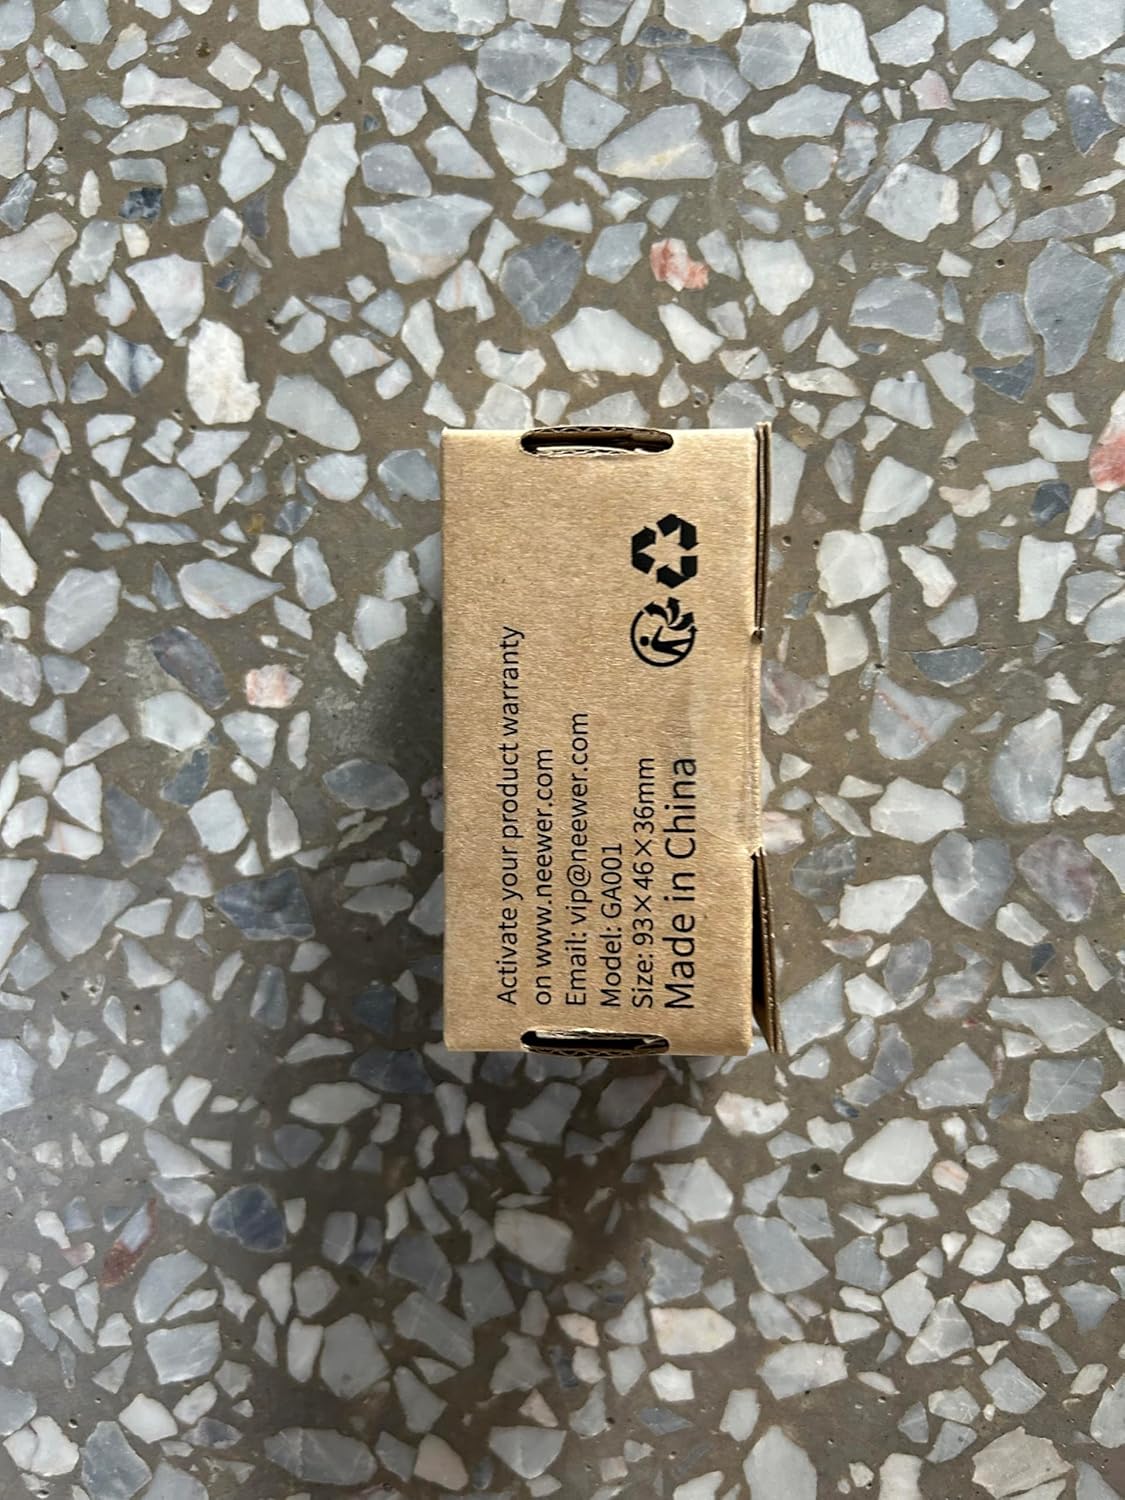 Activate your product warranty
on www.neewer.com
Email: vip@neewer.com
Model: GA001
Size: 93×46×36mm
Made in China